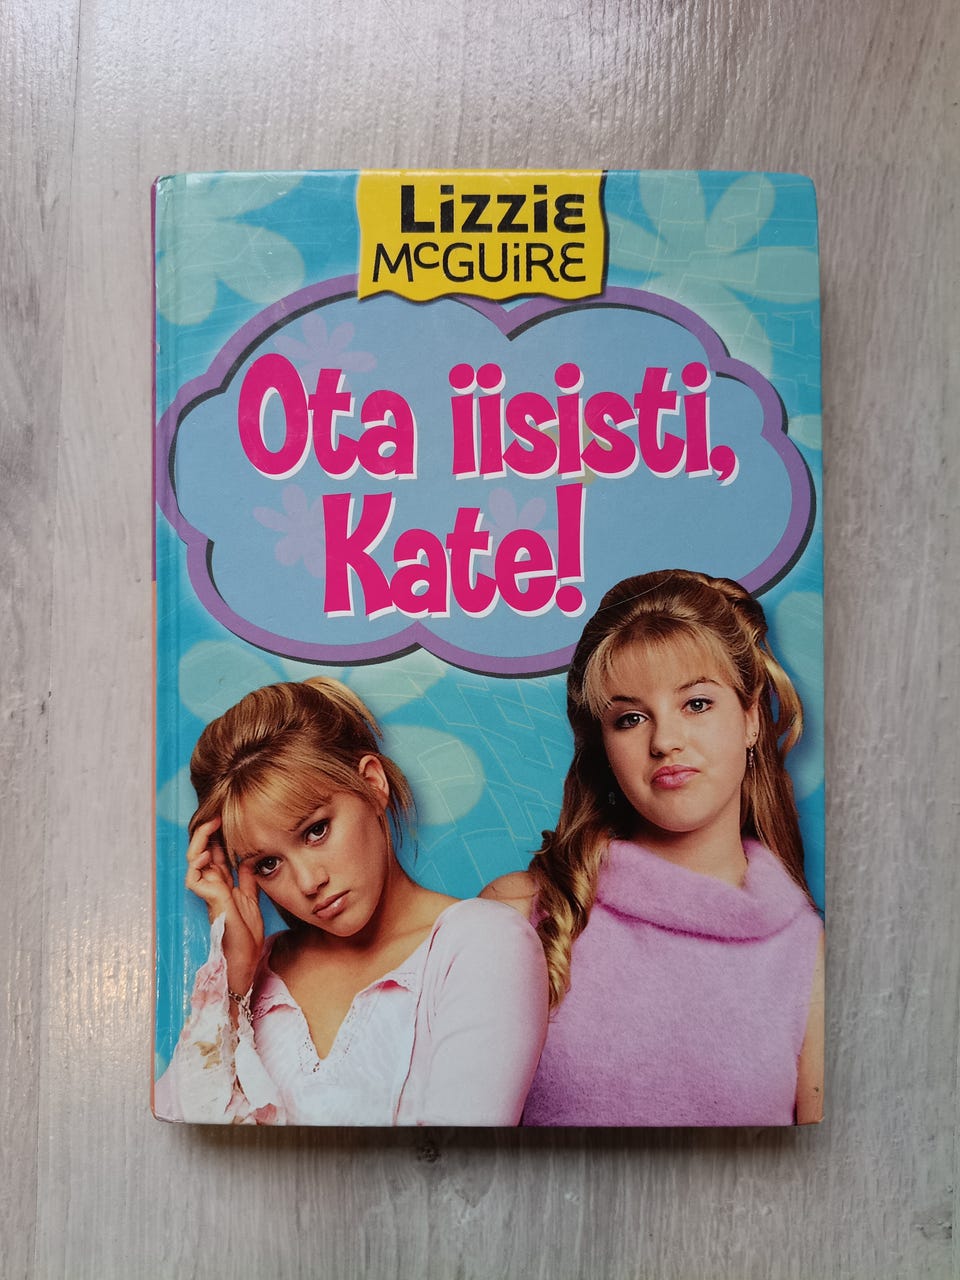 Lizzie
McGUiRE
Ota iisisti,
Kate!